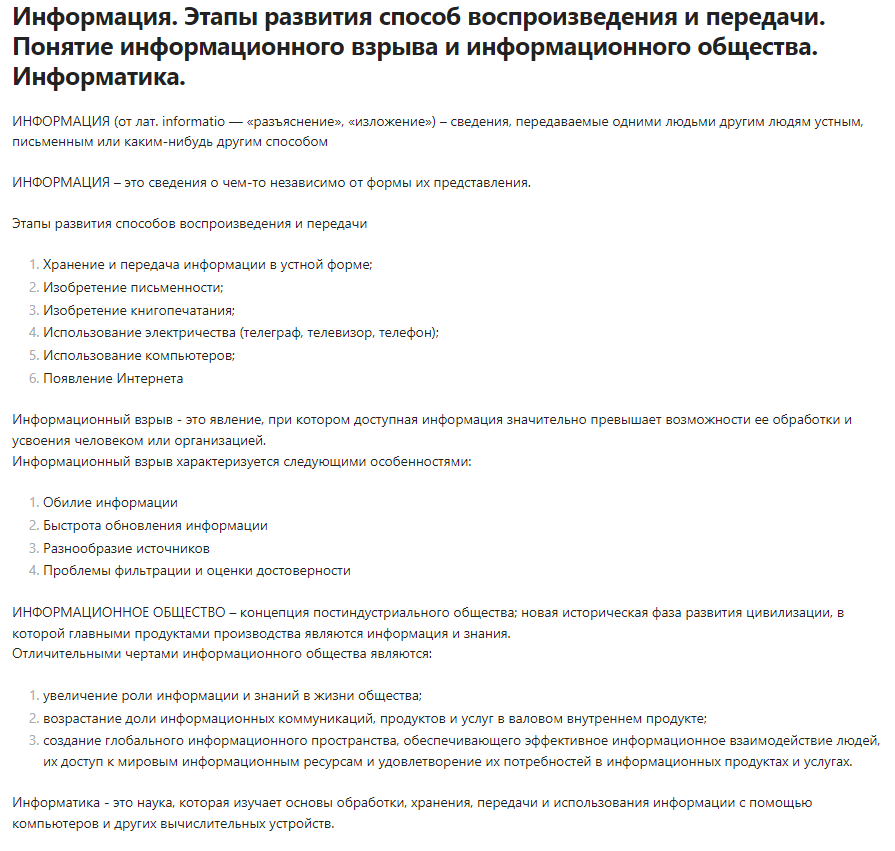 Информация. Этапы развития способ воспроизведения и передачи.
Понятие информационного взрыва и информационного общества.
Информатика.
ИНФОРМАЦИЯ (от лат. informatio — «разъяснение», «изложение») – сведения, передаваемые одними людьми другим людям устным,
письменным или каким-нибудь другим способом
ИНФОРМАЦИЯ – это сведения о чем-то независимо от формы их представления.
Этапы развития способов воспроизведения и передачи
1. Хранение и передача информации в устной форме;
2. Изобретение письменности;
3. Изобретение книгопечатания;
4. Использование электричества (телеграф, телевизор, телефон);
5. Использование компьютеров;
6. Появление Интернета
Информационный взрыв - это явление, при котором доступная информация значительно превышает возможности ее обработки и
усвоения человеком или организацией.
Информационный взрыв характеризуется следующими особенностями:
1. Обилие информации
2. Быстрота обновления информации
3. Разнообразие источников
4. Проблемы фильтрации и оценки достоверности
ИНФОРМАЦИОННОЕ ОБЩЕСТВО – концепция постиндустриального общества; новая историческая фаза развития цивилизации, в
которой главными продуктами производства являются информация и знания.
Отличительными чертами информационного общества являются:
1. увеличение роли информации и знаний в жизни общества;
2. возрастание доли информационных коммуникаций, продуктов и услуг в валовом внутреннем продукте;
3. создание глобального информационного пространства, обеспечивающего эффективное информационное взаимодействие людей,
их доступ к мировым информационным ресурсам и удовлетворение их потребностей в информационных продуктах и услугах.
Информатика - это наука, которая изучает основы обработки, хранения, передачи и использования информации с помощью
компьютеров и других вычислительных устройств.